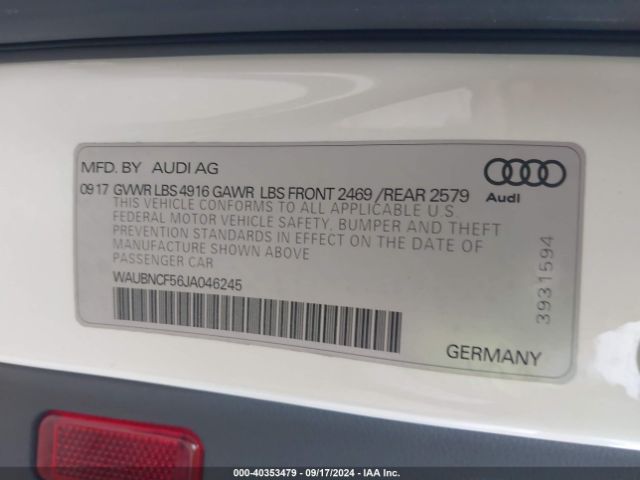 MFD. BY AUDI AG
Audi
0917 GVWR LBS 4916 GAWR LBS FRONT 2469 /REAR 2579
THIS VEHICLE CONFORMS TO ALL APPLICABLE U.S.
FEDERAL MOTOR VEHICLE SAFETY, BUMPER AND THEFT
PREVENTION STANDARDS IN EFFECT ON THE DATE OF
MANUFACTURE SHOWN ABOVE
PASSENGER CAR
WAUBNCF56JA046245
3931594
GERMANY
000-40353479 - 09/17/2024 - IAA Inc.